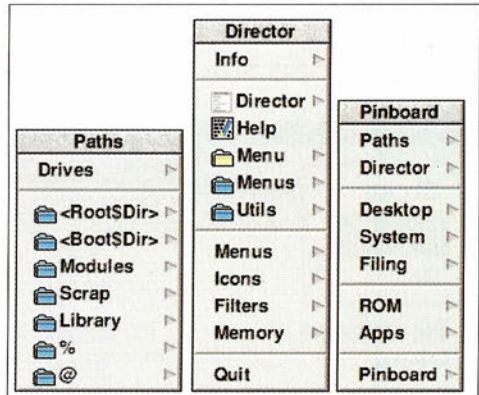 Paths
Drives
<Root$Dir>
<Boot$Dir>
Modules
Scrap
Library
%
@
Director
Info
Director
Help
Menu
Menus
Utils
Menus
Icons
Filters
Memory
Quit
Pinboard
Paths
Director
Desktop
System
Filing
ROM
Apps
Pinboard